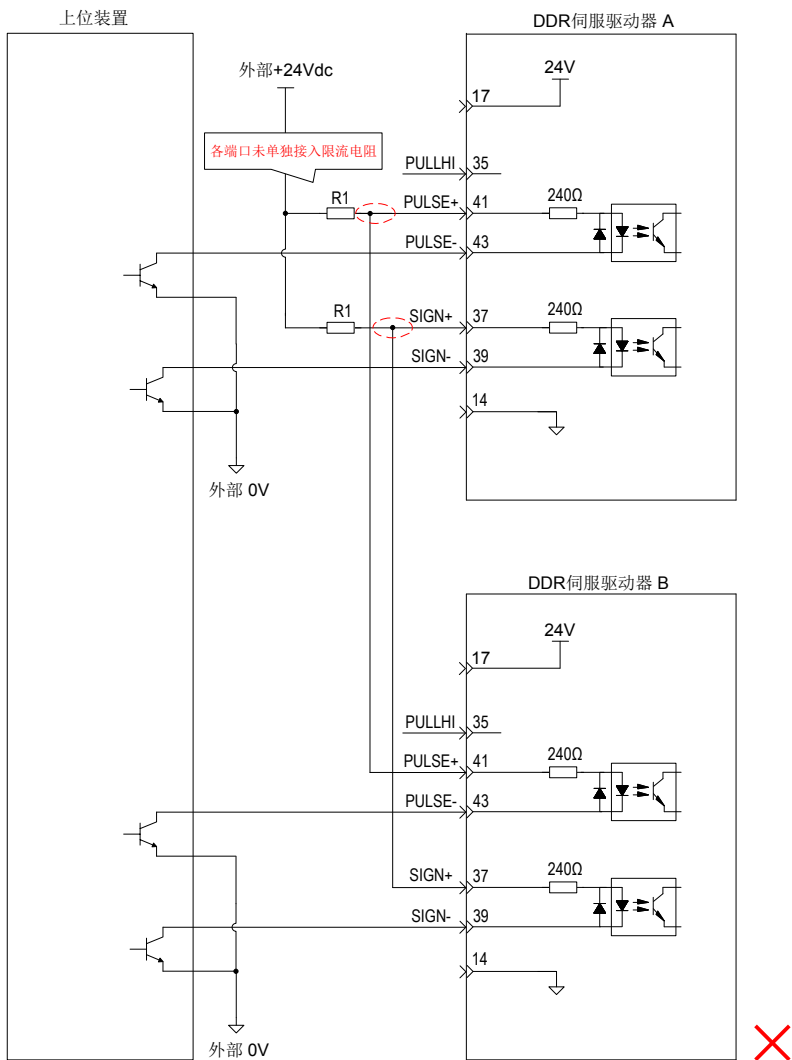 上位装置
DDR伺服驱动器 A
外部+24Vdc
24V
17
各端口未单独接入限流电阻
PULLHI
35
R1
PULSE+
41
240Ω
PULSE-
43
R1
SIGN+
37
240Ω
SIGN-
39
14
外部 0V
DDR伺服驱动器 B
24V
17
PULLHI
35
PULSE+
41
240Ω
PULSE-
43
SIGN+
37
240Ω
SIGN-
39
14
外部 0V